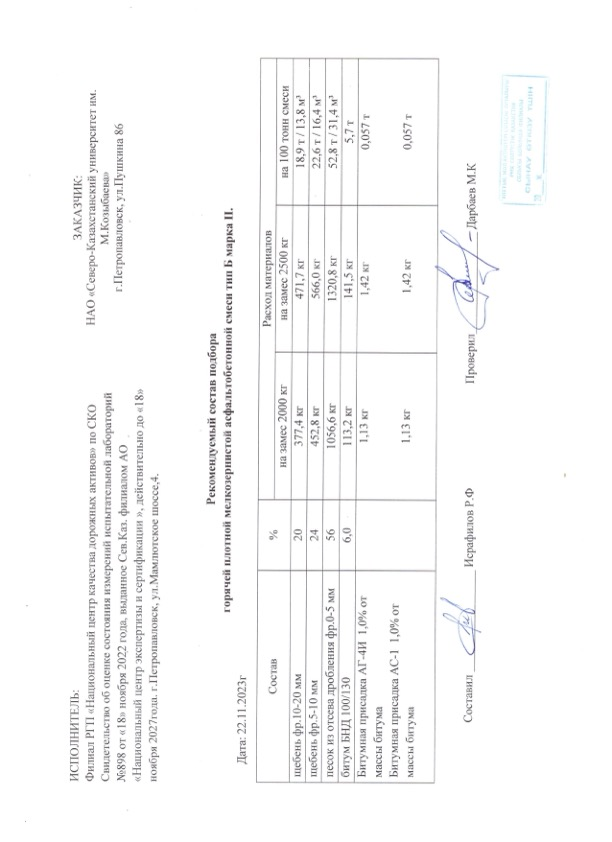 ИСПОЛНИТЕЛЬ:
Филиал РГП «Национальный центр качества дорожных активов» по СКО
Свидетельство об оценке состояния измерений испытательной лабораторий
№898 от «18» ноября 2022 года, выданное Сев.Каз. филиалом АО
«Национальный центр экспертизы и сертификации », действительно до «18»
ноября 2027года. г.Петропавловск, ул.Мамлютское шоссе,4.
ЗАКАЗЧИК:
НАО «Северо-Казахстанский университет им.
М.Козыбаева»
г.Петропавловск, ул.Пушкина 86
Рекомендуемый состав подбора
горячей плотной мелкозернистой асфальтобетонной смеси тип Б марка II.
Дата: 22.11.2023г
Состав % Расход материалов
на замес 2000 кг на замес 2500 кг на 100 тонн смеси
щебень фр.10-20 мм 20 377,4 кг 471,7 кг 18,9 т / 13,8 м³
щебень фр.5-10 мм 24 452,8 кг 566,0 кг 22,6 т / 16,4 м³
песок из отсева дробления фр.0-5 мм 56 1056,6 кг 1320,8 кг 52,8 т / 31,4 м³
битум БНД 100/130 6,0 113,2 кг 141,5 кг 5,7 т
Битумная присадка АГ-4И 1,0% от 1,13 кг 1,42 кг 0,057 т
массы битума
Битумная присадка АС-1 1,0% от
массы битума 1,13 кг 1,42 кг 0,057 т
Составил Исрафилов Р.Ф Проверил Дарбаев М.К